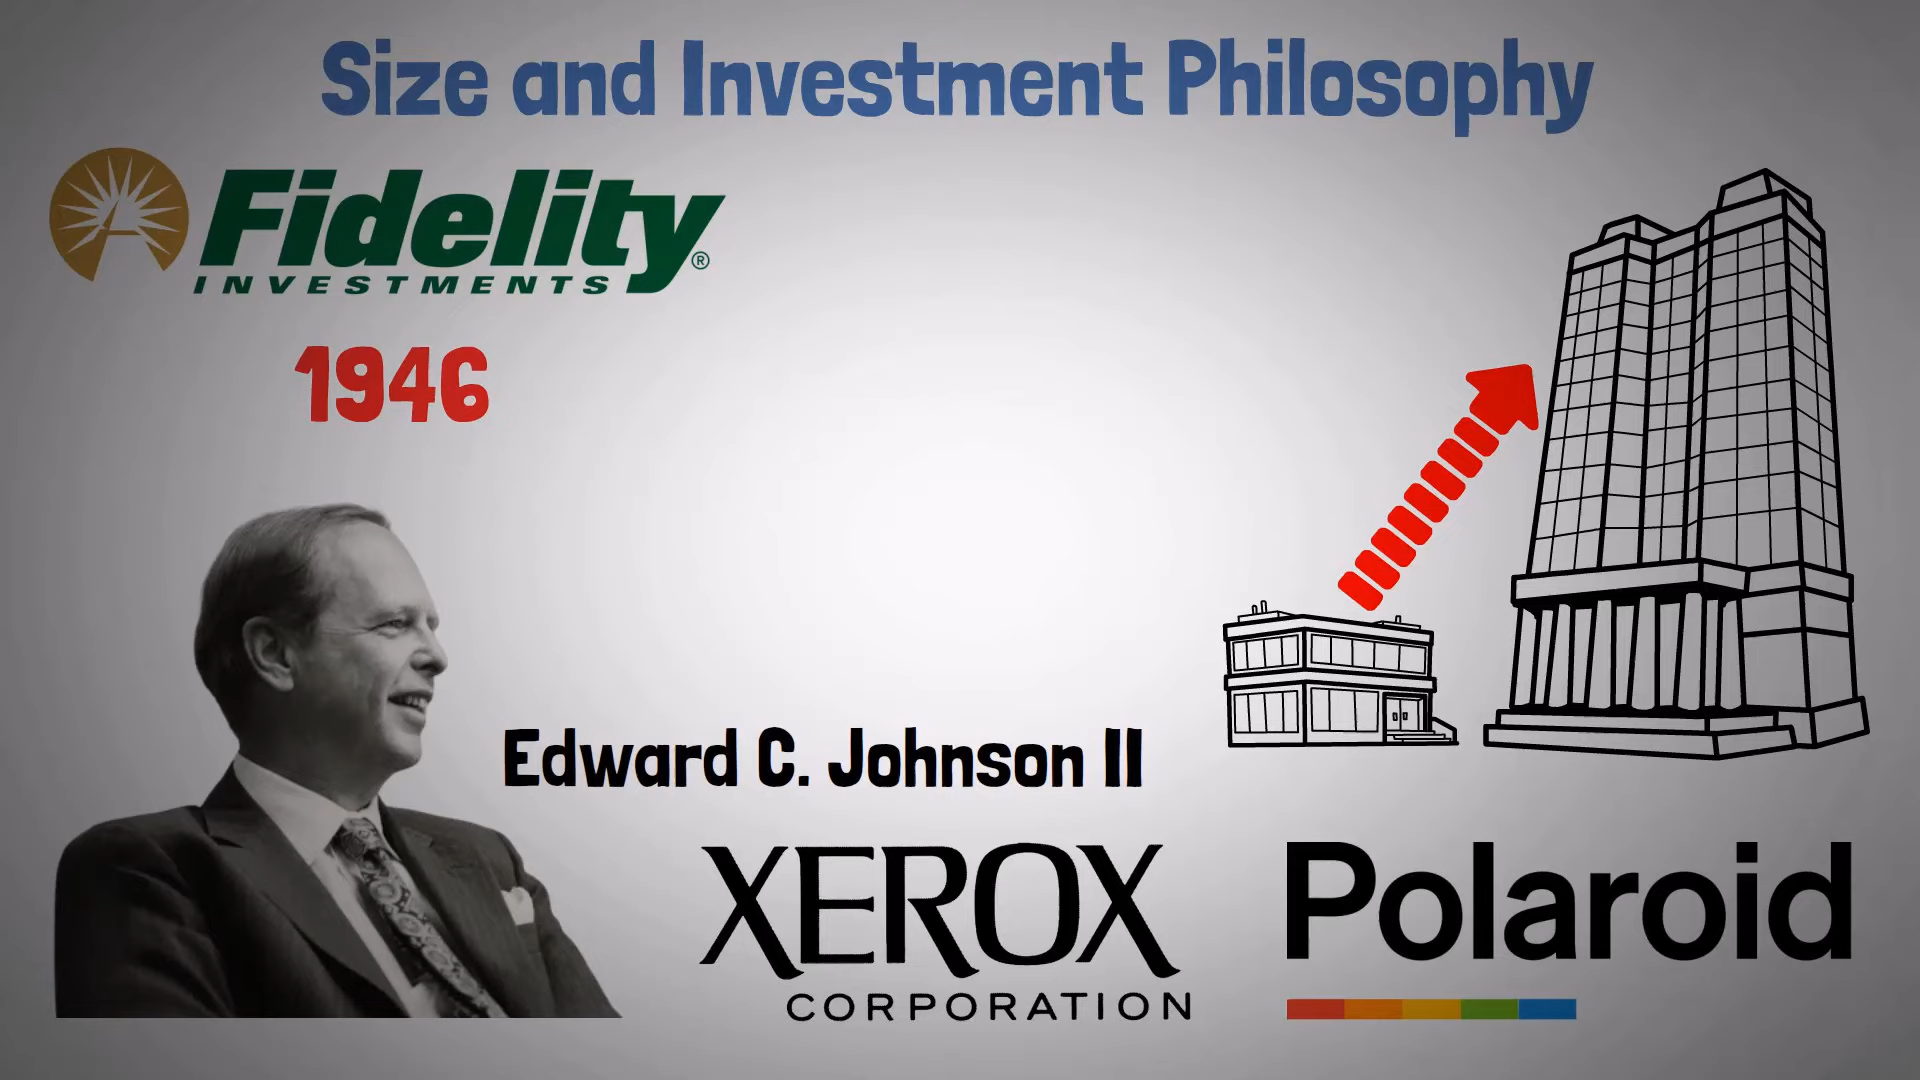 Size and Investment Philosophy
Fidelity®
INVESTMENTS
1946
Edward C. Johnson II
XEROX
CORPORATION
Polaroid